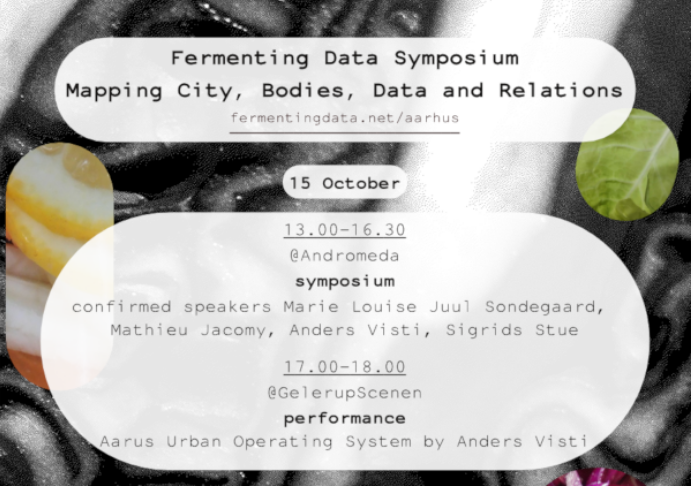 Fermenting Data Symposium
Mapping City, Bodies, Data and Relations
fermentingdata.net/aarhus
15 October
13.00-16.30
@Andromeda
symposium
confirmed speakers Marie Louise Juul Sondegaard,
Mathieu Jacomy, Anders Visti, Sigrids Stue
17.00-18.00
@GelerupScenen
performance
Aarus Urban Operating System by Anders Visti